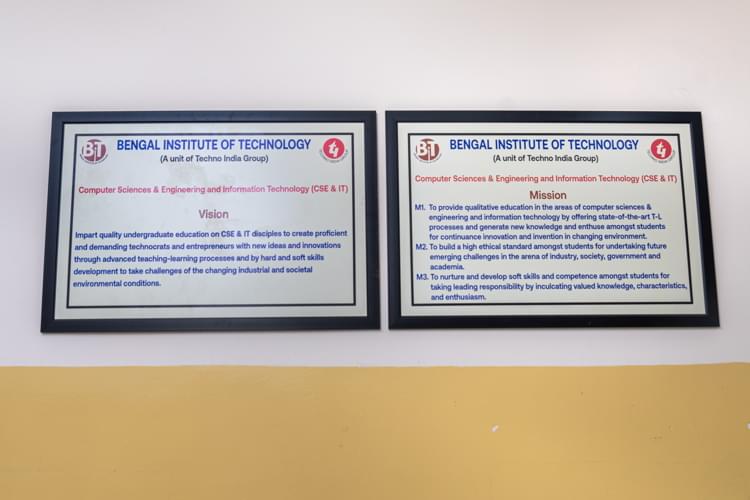 BiT
BENGAL INSTITUTE OF TECHNOLOGY
(A unit of Techno India Group)
Computer Sciences & Engineering and Information Technology (CSE & IT)
Vision
Impart quality undergraduate education on CSE & IT disciples to create proficient
and demanding technocrats and entrepreneurs with new ideas and innovations
through advanced teaching-learning processes and by hard and soft skills
development to take challenges of the changing industrial and societal
environmental conditions.
BiT
BENGAL INSTITUTE OF TECHNOLOGY
(A unit of Techno India Group)
Computer Sciences & Engineering and Information Technology (CSE & IT)
Mission
M1. To provide qualitative education in the areas of computer sciences &
engineering and information technology by offering state-of-the-art T-L
processes and generate new knowledge and enthuse amongst students
for continuance innovation and invention in changing environment.
M2. To build a high ethical standard amongst students for undertaking future
emerging challenges in the arena of industry, society, government and
academia.
M3. To nurture and develop soft skills and competence amongst students for
taking leading responsibility by inculcating valued knowledge, characteristics,
and enthusiasm.